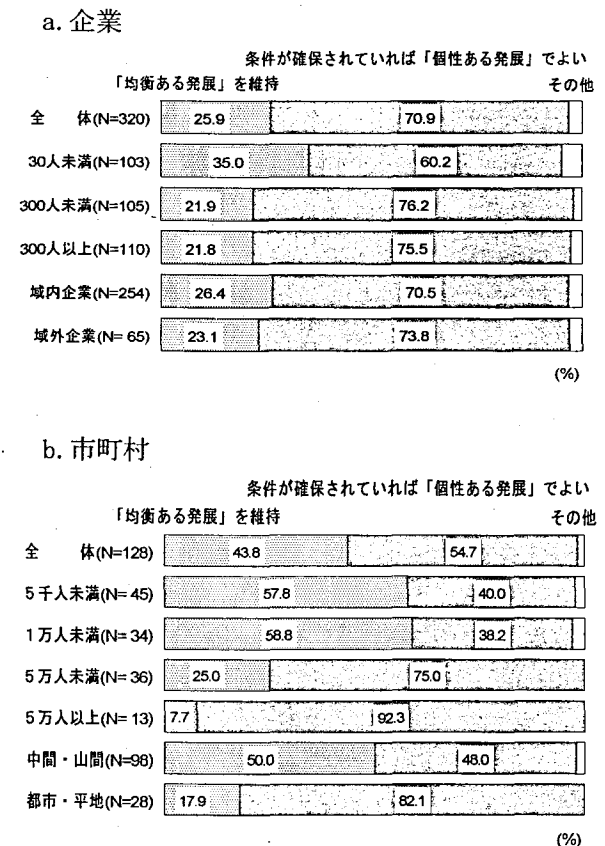 a. 企業
条件が確保されていれば「個性ある発展」でよい
「均衡ある発展」を維持 その他
全 体(N=320) 25.9 70.9
30人未満(N=103) 35.0 60.2
300人未満(N=105) 21.9 76.2
300人以上(N=110) 21.8 75.5
域内企業(N=254) 26.4 70.5
域外企業(N= 65) 23.1 73.8
(%)
b. 市町村
条件が確保されていれば「個性ある発展」でよい
「均衡ある発展」を維持 その他
全 体(N=128) 43.8 54.7
5千人未満(N= 45) 57.8 40.0
1万人未満(N= 34) 58.8 38.2
5万人未満(N= 36) 25.0 75.0
5万人以上(N= 13) 7.7 92.3
中間・山間(N=98) 50.0 48.0
都市・平地(N=28) 17.9 82.1
(%)